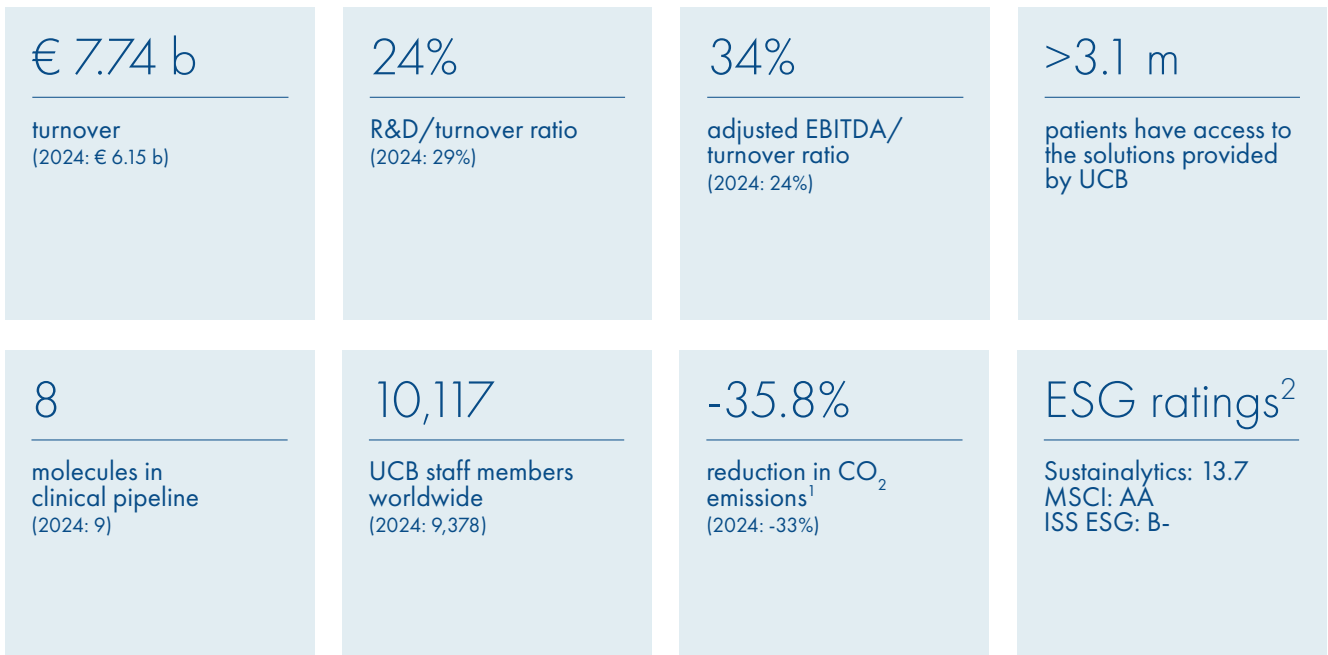 € 7.74 b
turnover
(2024: € 6.15 b)
24%
R&D/turnover ratio
(2024: 29%)
34%
adjusted EBITDA/
turnover ratio
(2024: 24%)
>3.1 m
patients have access to
the solutions provided
by UCB
8
molecules in
clinical pipeline
(2024: 9)
10,117
UCB staff members
worldwide
(2024: 9,378)
-35.8%
reduction in CO₂
emissions¹
(2024: -33%)
ESG ratings²
Sustainalytics: 13.7
MSCI: AA
ISS ESG: B-